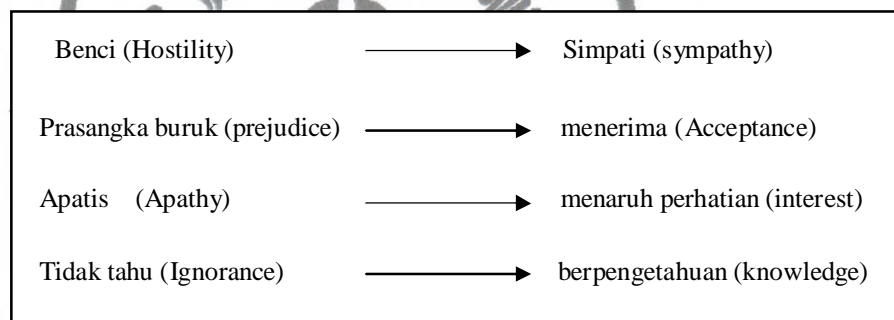 Benci (Hostility) Simpati (sympathy)
Prasangka buruk (prejudice) menerima (Acceptance)
Apatis (Apathy) menaruh perhatian (interest)
Tidak tahu (Ignorance) berpengetahuan (knowledge)